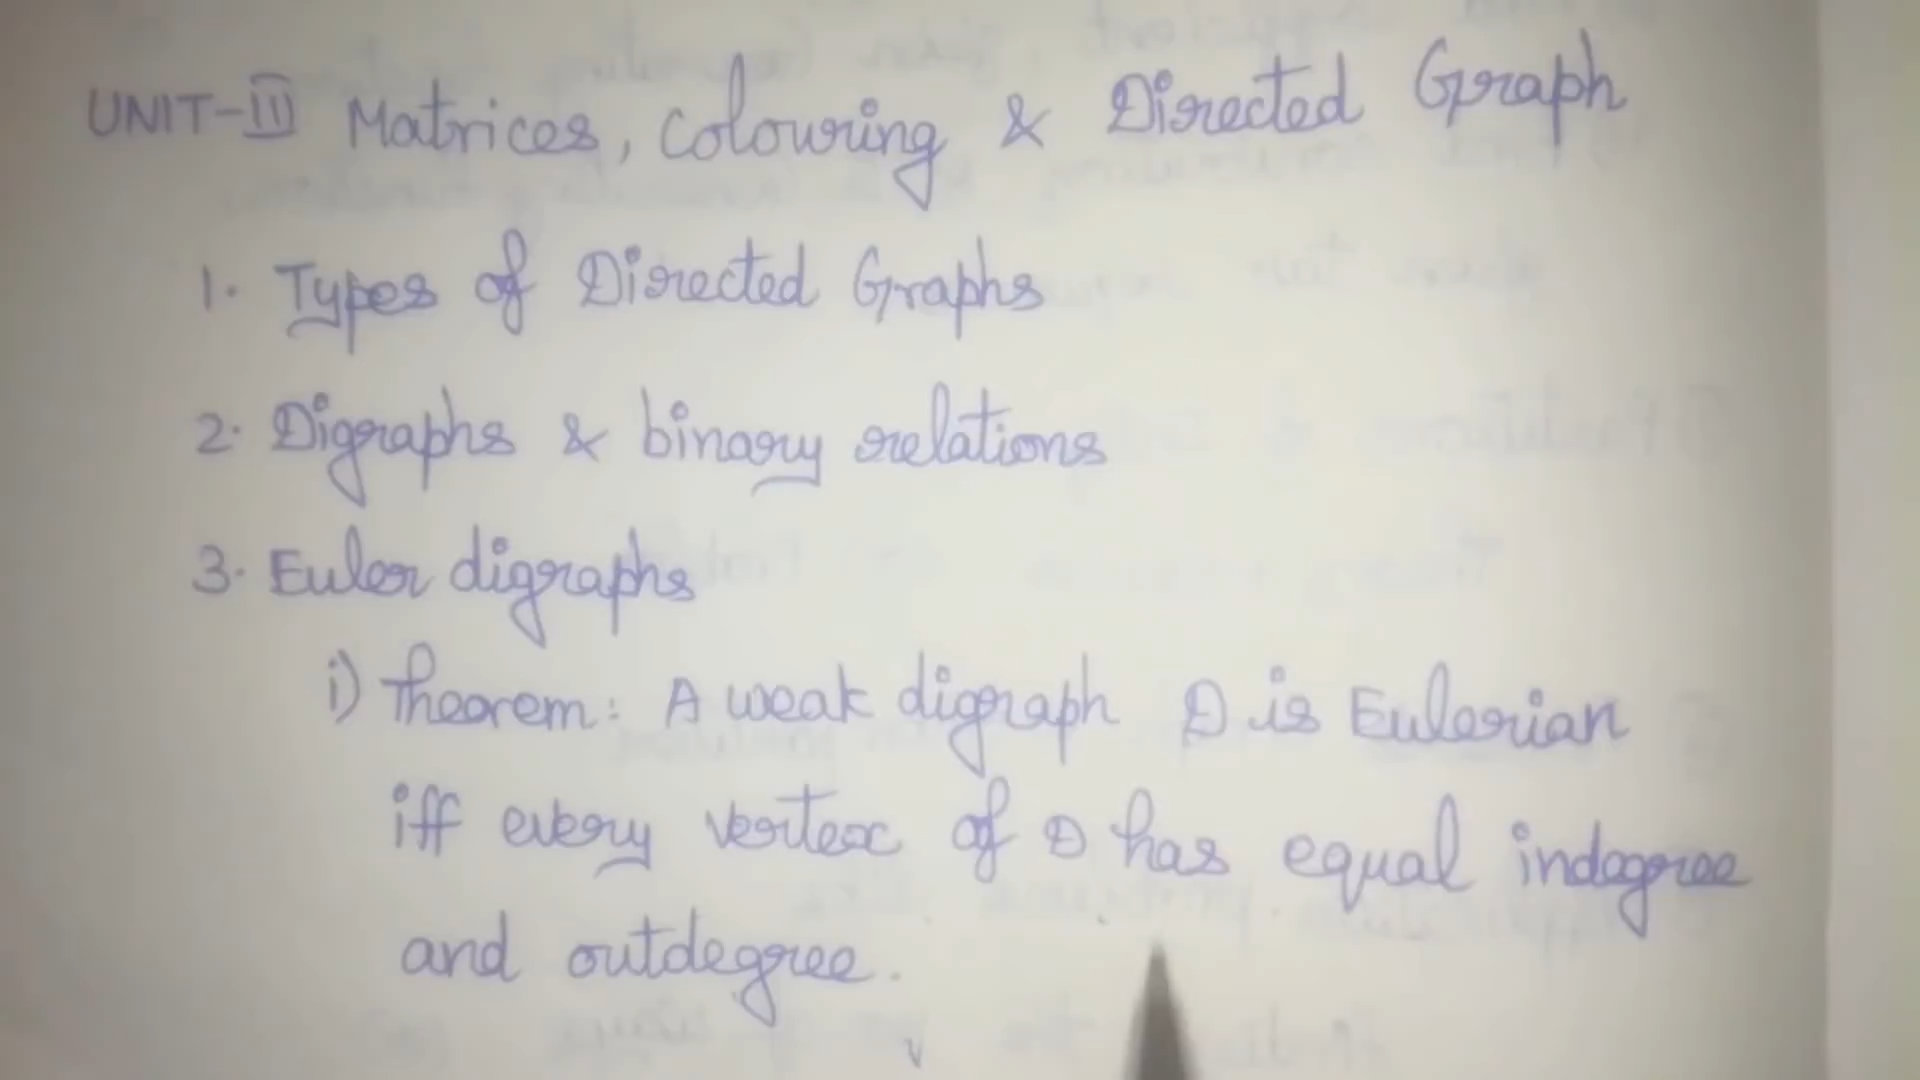 UNIT-III Matrices, Colouring & Directed Graph
1. Types of Directed Graphs
2. Digraphs & binary relations
3. Euler digraphs
i) Theorem: A weak digraph D is Eulerian
iff every vertex of D has equal indegree
and outdegree.